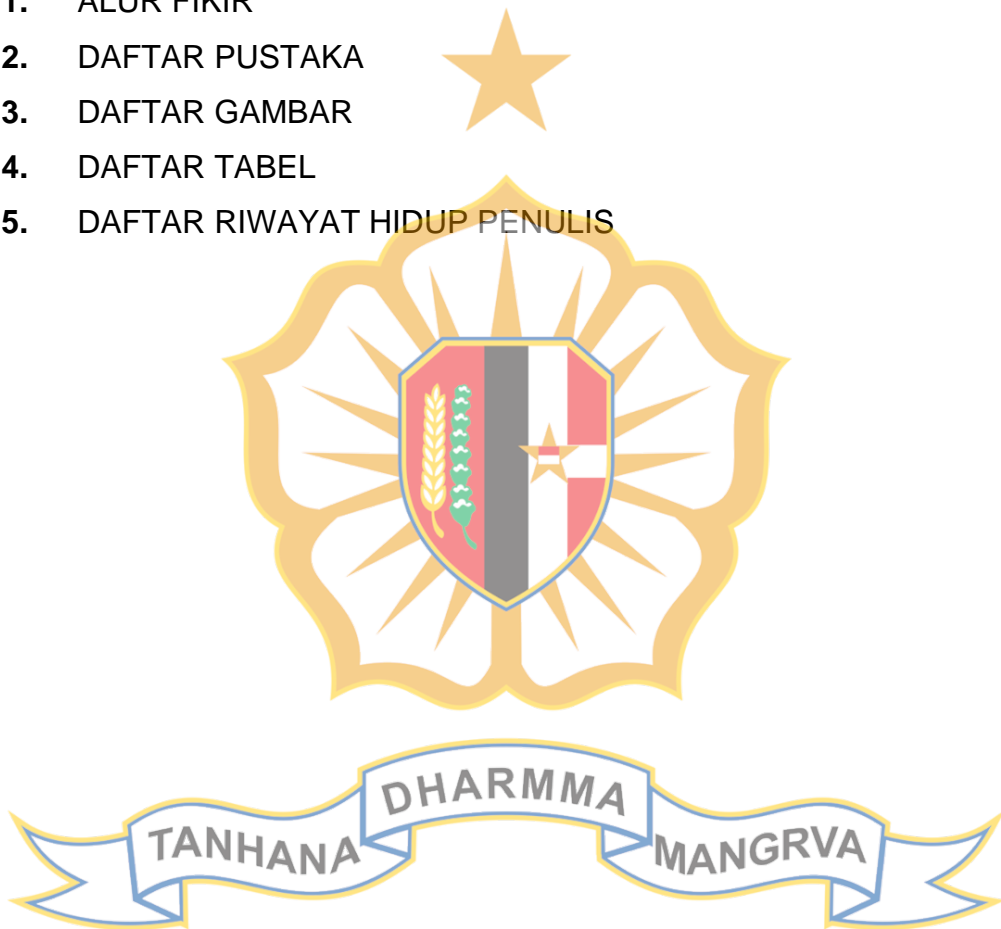 1. ALUR FIKIR
2. DAFTAR PUSTAKA
3. DAFTAR GAMBAR
4. DAFTAR TABEL
5. DAFTAR RIWAYAT HIDUP PENULIS
TANHANA DHARMMA MANGRVA